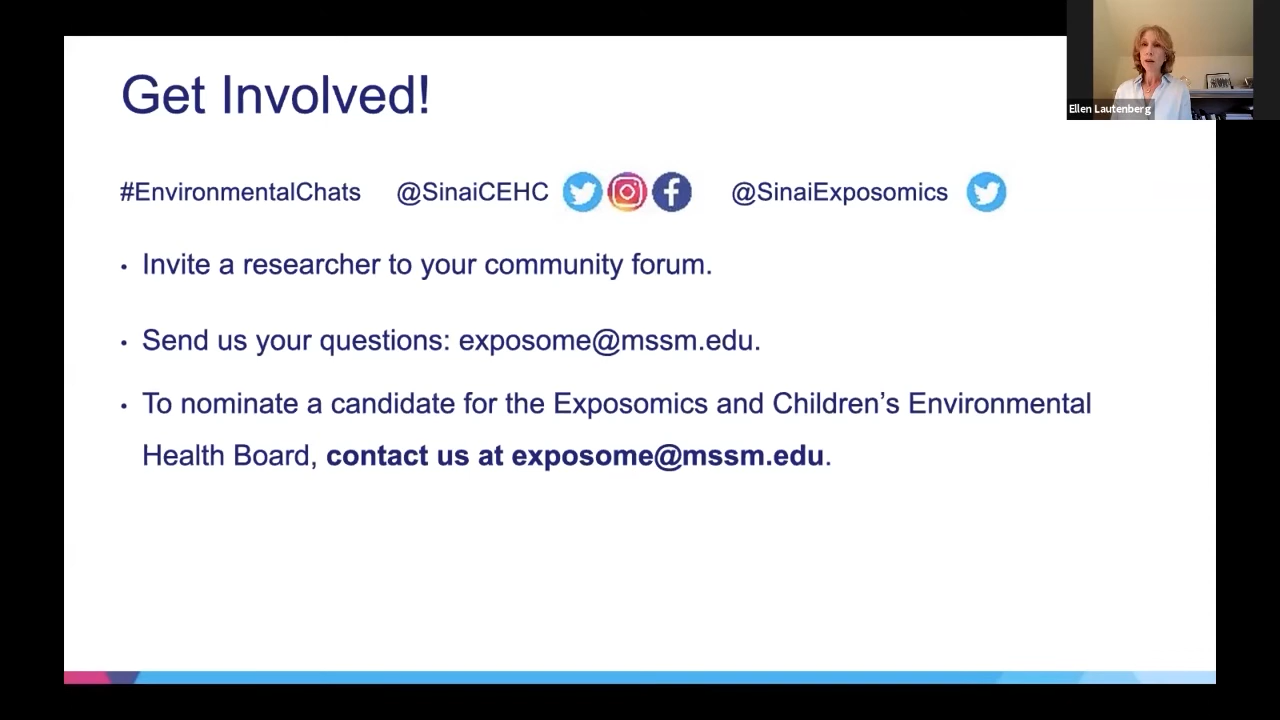 Get Involved!
Ellen Lautenberg
#EnvironmentalChats @SinaiCEHC @SinaiExposomics
• Invite a researcher to your community forum.
• Send us your questions: exposome@mssm.edu.
• To nominate a candidate for the Exposomics and Children’s Environmental
Health Board, contact us at exposome@mssm.edu.